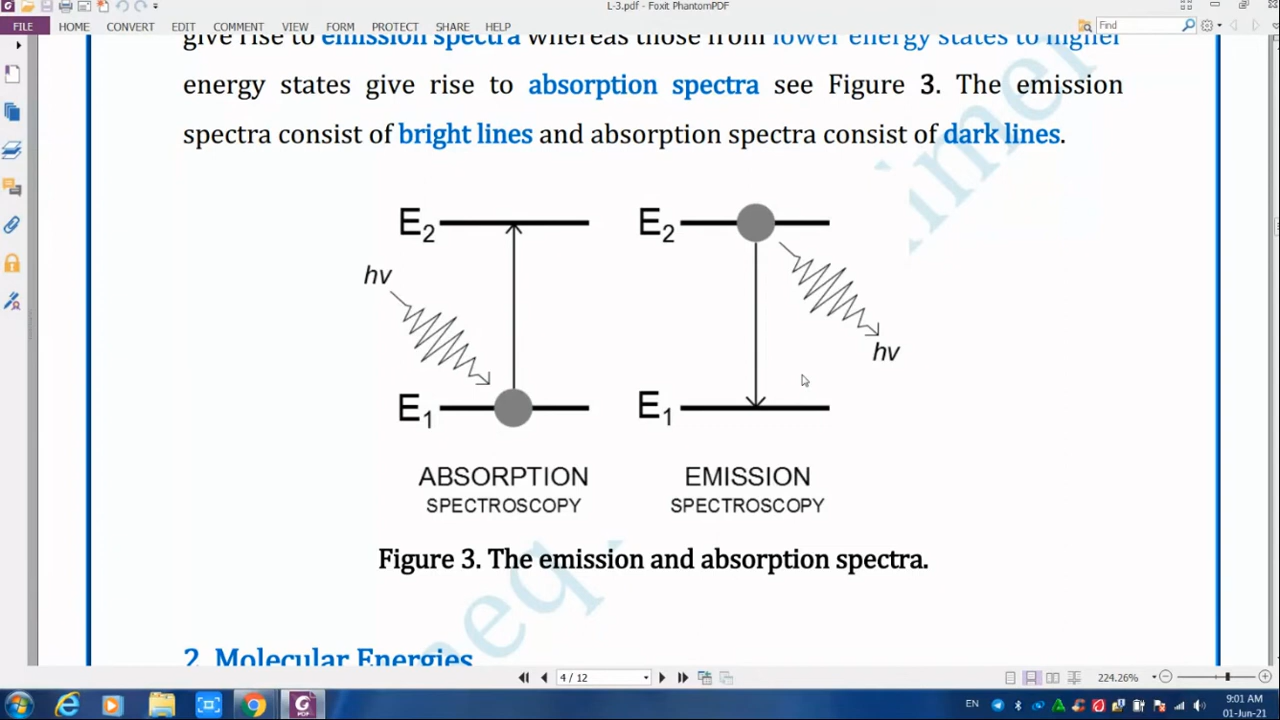 L-3.pdf - Foxit PhantomPDF
FILE HOME CONVERT EDIT COMMENT VIEW FORM PROTECT SHARE HELP
Find
give rise to emission spectra whereas those from lower energy states to higher
energy states give rise to absorption spectra see Figure 3. The emission
spectra consist of bright lines and absorption spectra consist of dark lines.
E2
E2
hv
hv
E1
E1
ABSORPTION
SPECTROSCOPY
EMISSION
SPECTROSCOPY
Figure 3. The emission and absorption spectra.
2. Molecular Energies
4 / 12
224.26%
EN
9:01 AM
01-Jun-21